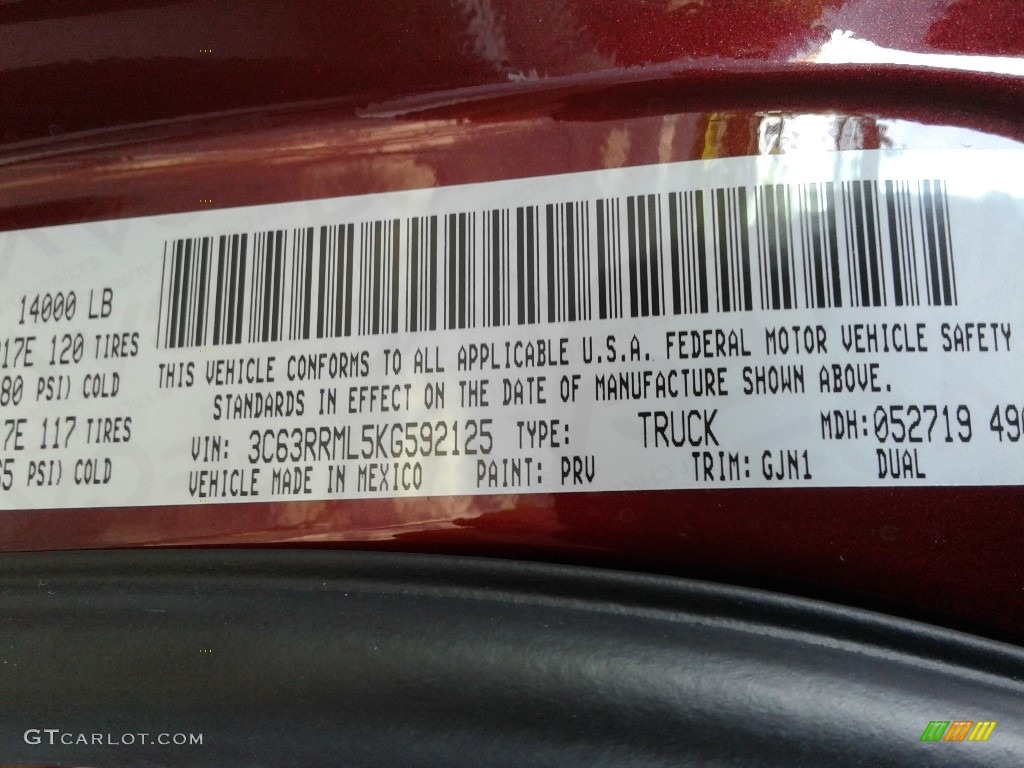 14000 LB
17E 120 TIRES
80 PSI) COLD
7E 117 TIRES
65 PSI) COLD
THIS VEHICLE CONFORMS TO ALL APPLICABLE U.S.A. FEDERAL MOTOR VEHICLE SAFETY
STANDARDS IN EFFECT ON THE DATE OF MANUFACTURE SHOWN ABOVE.
VIN: 3C63RRML5KG592125 TYPE: TRUCK MDH: 052719 490
VEHICLE MADE IN MEXICO PAINT: PRV TRIM: GJN1 DUAL
GTCARLOT.COM